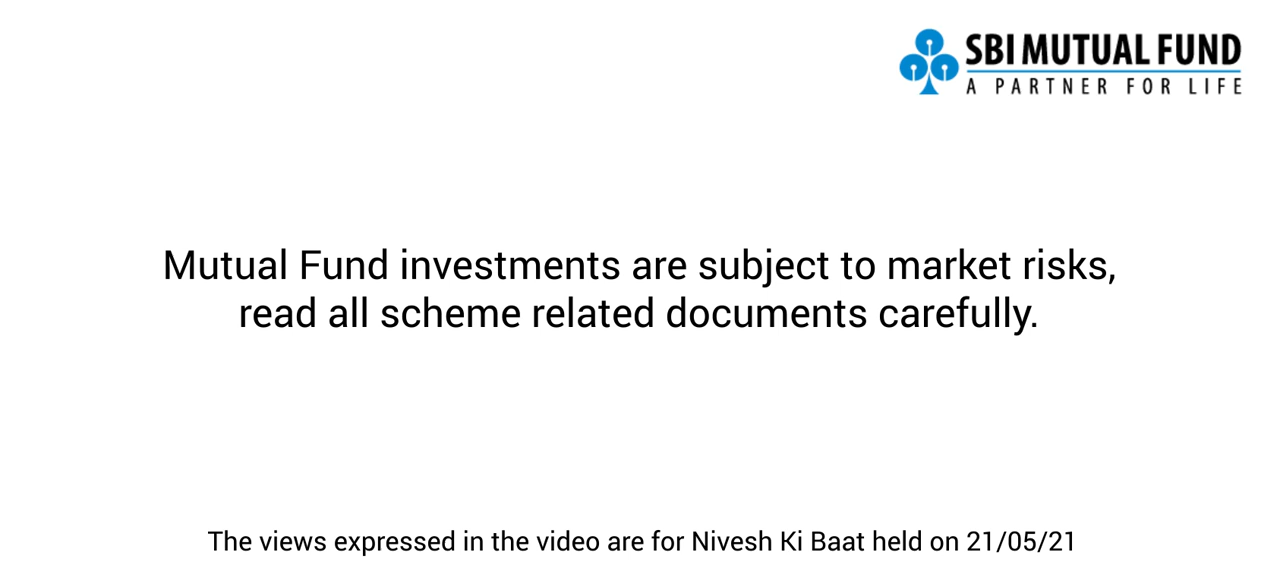 SBI MUTUAL FUND
A PARTNER FOR LIFE
Mutual Fund investments are subject to market risks,
read all scheme related documents carefully.
The views expressed in the video are for Nivesh Ki Baat held on 21/05/21